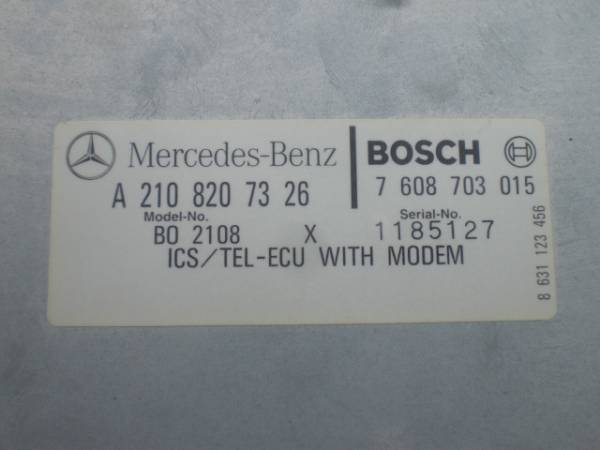 Mercedes-Benz BOSCH
A 210 820 73 26 7 608 703 015
Model-No. Serial-No.
BO 2108 X 1185127
ICS/TEL-ECU WITH MODEM
8 631 123 456